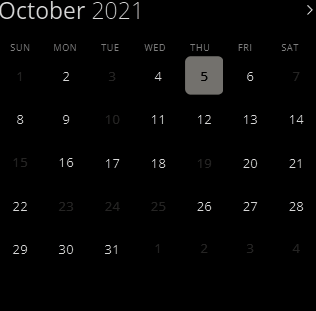 October 2021
SUN MON TUE WED THU FRI SAT
1 2 3 4 5 6 7
8 9 10 11 12 13 14
15 16 17 18 19 20 21
22 23 24 25 26 27 28
29 30 31 1 2 3 4